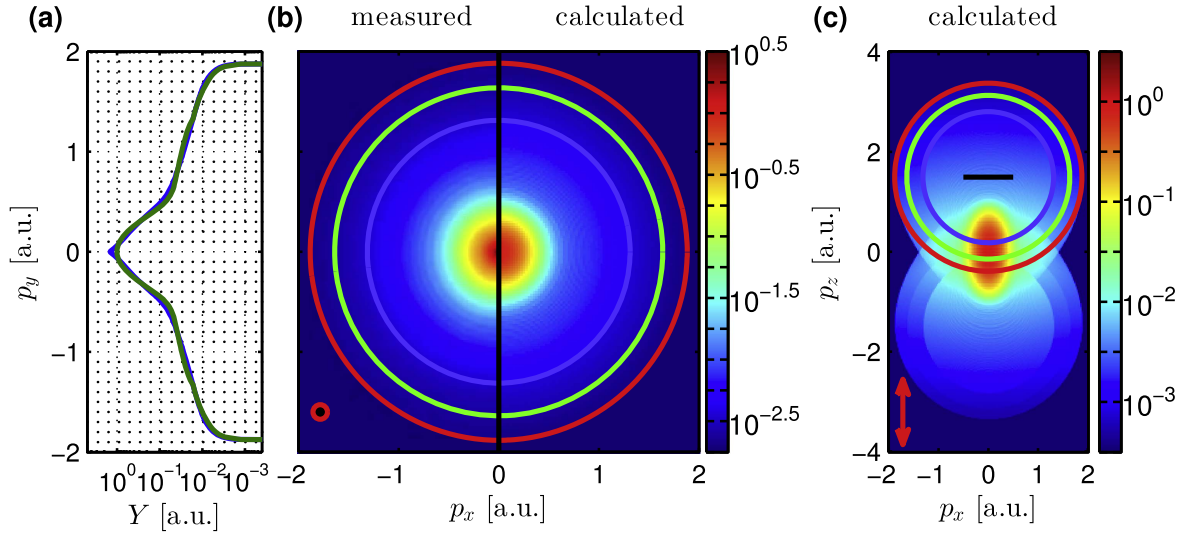 (a)
2
1
0
−1
−2
p_y [a.u.]
10^0 10^-1 10^-2 10^-3
Y [a.u.]
(b)
measured calculated
−2 −1 0 1 2
p_x [a.u.]
10^0.5
10^-0.5
10^-1.5
10^-2.5
(c)
calculated
4
2
0
−2
−4
p_z [a.u.]
−2 −1 0 1 2
p_x [a.u.]
10^0
10^-1
10^-2
10^-3